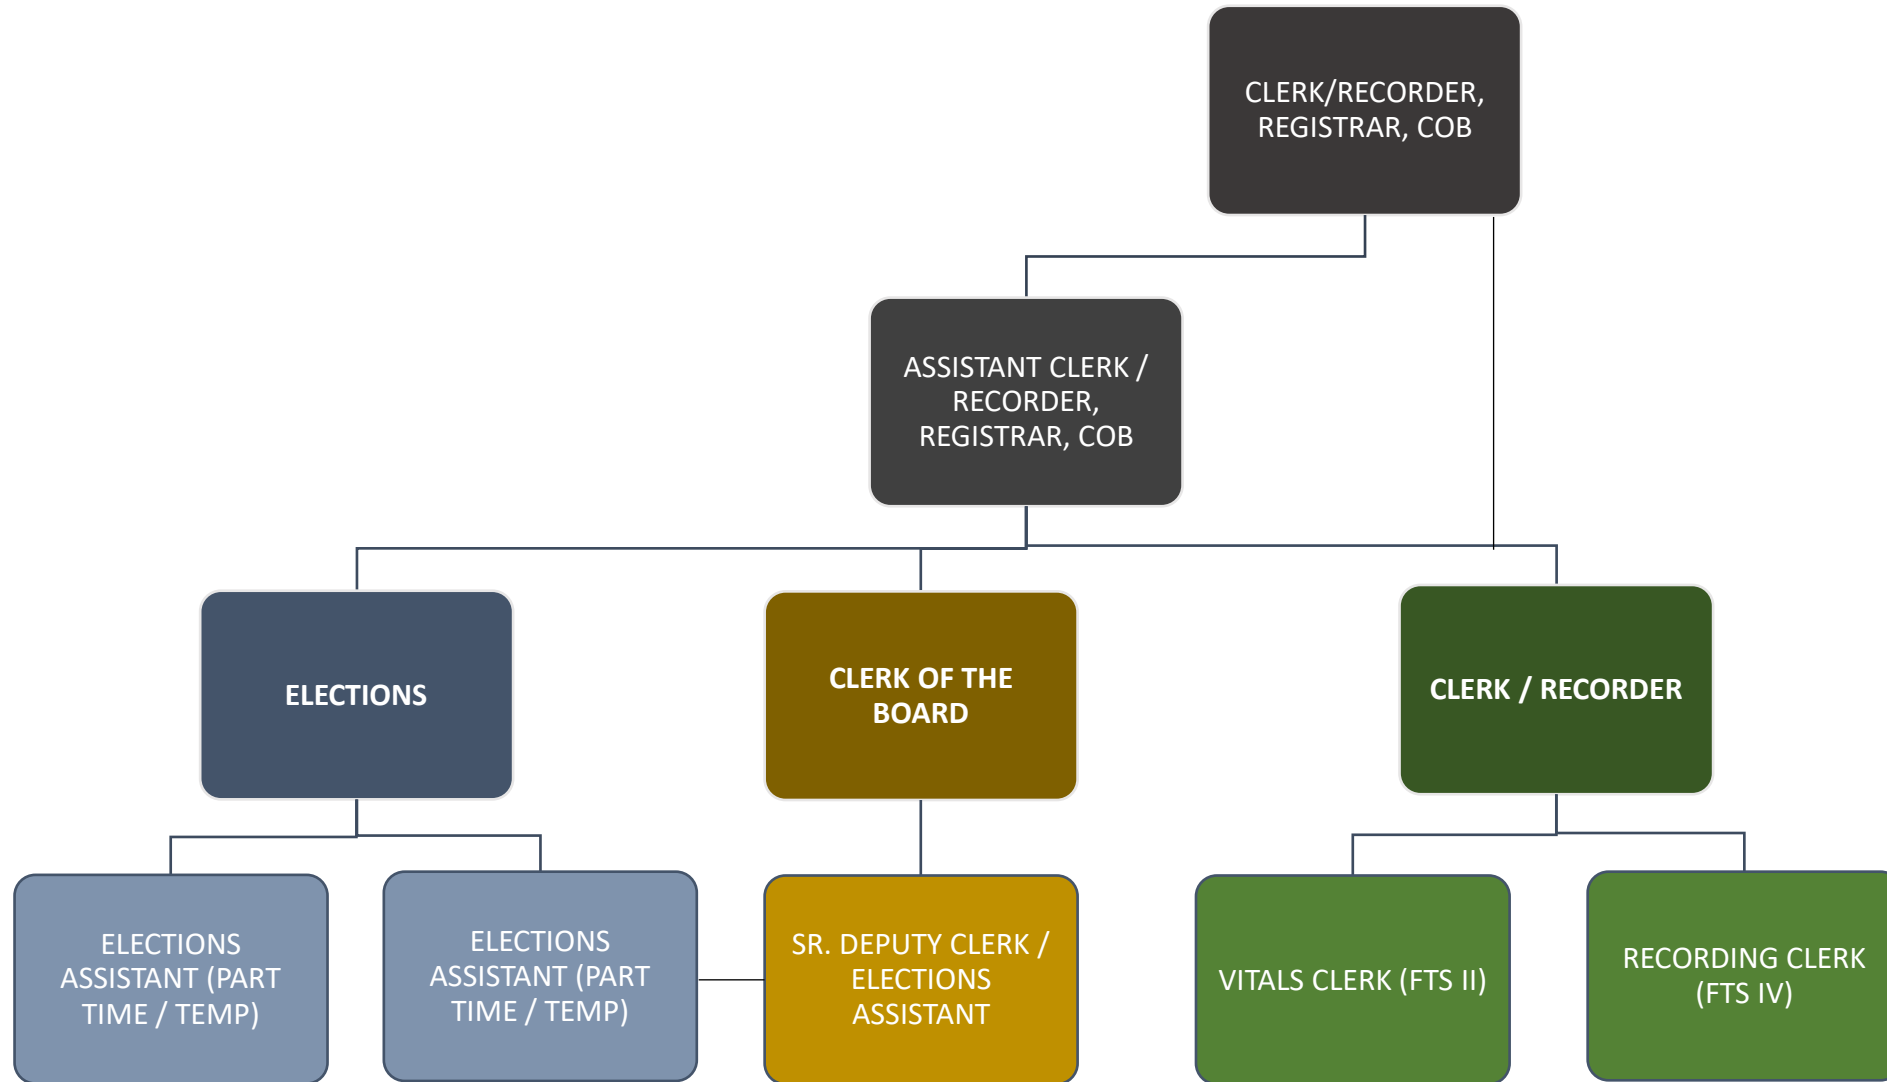 CLERK/RECORDER,
REGISTRAR, COB
ASSISTANT CLERK /
RECORDER,
REGISTRAR, COB
ELECTIONS
CLERK OF THE
BOARD
CLERK / RECORDER
ELECTIONS
ASSISTANT (PART
TIME / TEMP)
ELECTIONS
ASSISTANT (PART
TIME / TEMP)
SR. DEPUTY CLERK /
ELECTIONS
ASSISTANT
VITALS CLERK (FTS II)
RECORDING CLERK
(FTS IV)